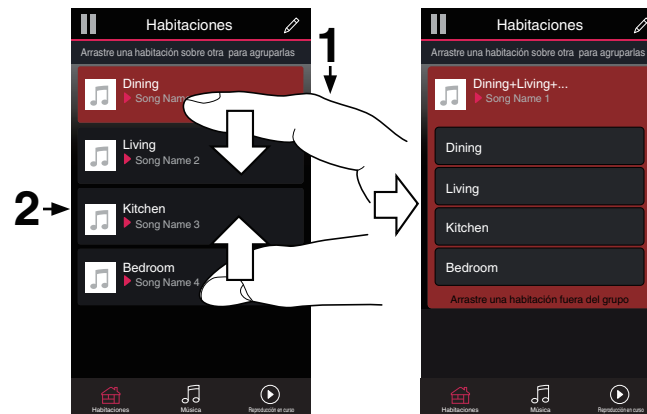 Habitaciones
Arrastre una habitación sobre otra para agruparlas
1
Dining
Song Nam
Living
Song Name 2
2
Kitchen
Song Name 3
Bedroom
Song Name 4
Habitaciones
Música
Reproducción en curso
Habitaciones
Arrastre una habitación sobre otra para agruparlas
Dining+Living+...
Song Name 1
Dining
Living
Kitchen
Bedroom
Arrastre una habitación fuera del grupo
Habitaciones
Música
Reproducción en curso